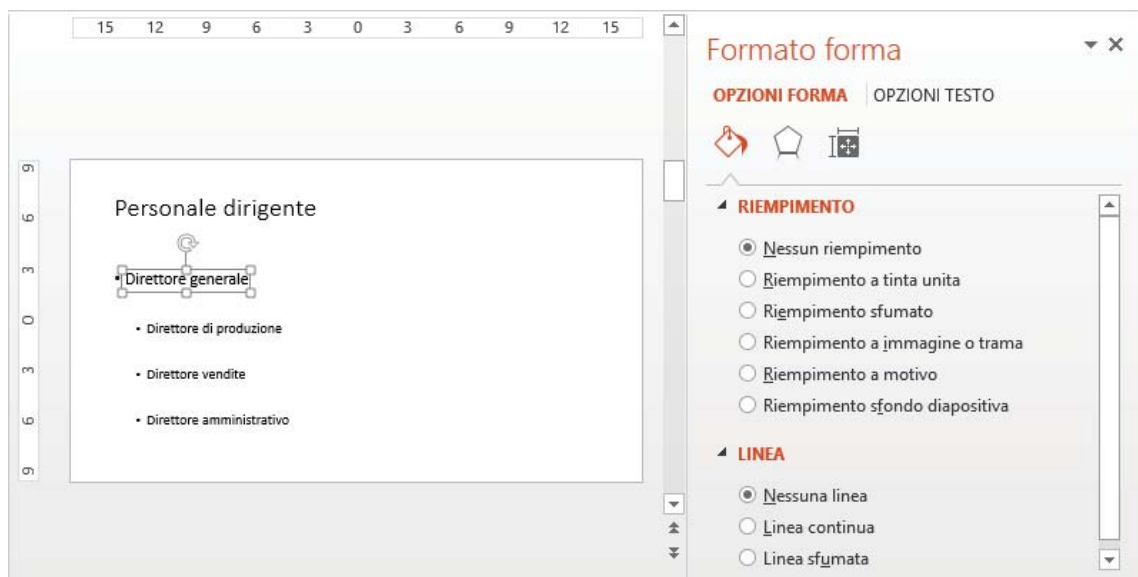 15 12 9 6 3 0 3 6 9 12 15
9
6
3
0
3
6
9
Personale dirigente
• Direttore generale
• Direttore di produzione
• Direttore vendite
• Direttore amministrativo
Formato forma
OPZIONI FORMA OPZIONI TESTO
RIEMPIMENTO
Nessun riempimento
Riempimento a tinta unita
Riempimento sfumato
Riempimento a immagine o trama
Riempimento a motivo
Riempimento sfondo diapositiva
LINEA
Nessuna linea
Linea continua
Linea sfumata